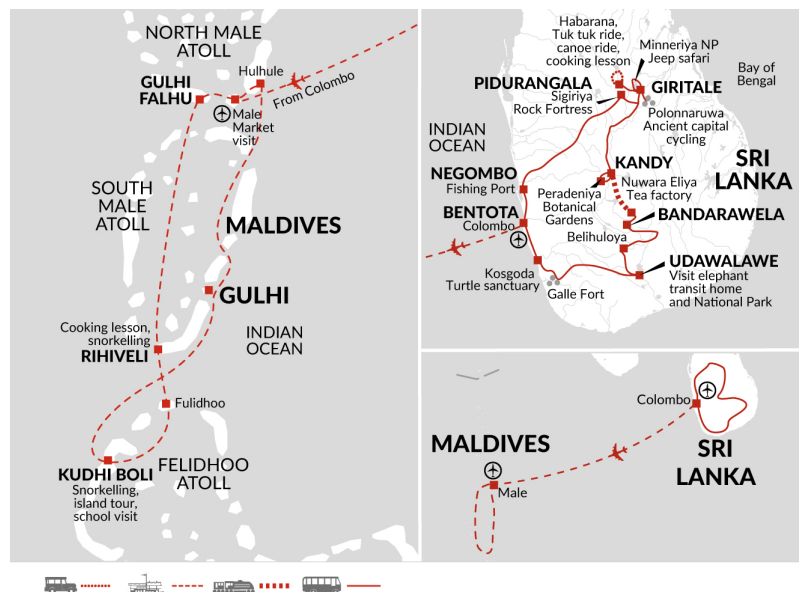 NORTH MALE
ATOLL
Hulhule
GULHI
FALHU
From Colombo
Male
Market
visit
SOUTH
MALE
ATOLL
MALDIVES
GULHI
INDIAN
OCEAN
Cooking lesson,
snorkelling
RIHIVELI
Fulidhoo
KUDHI BOLI
Snorkelling,
island tour,
school visit
FELIDHOO
ATOLL
Habarana,
Tuk tuk ride,
canoe ride,
cooking lesson
Minneriya NP
Jeep safari
Bay of
Bengal
PIDURANGALA
Sigiriya
Rock Fortress
GIRITALE
Polonnaruwa
Ancient capital
cycling
INDIAN
OCEAN
KANDY
SRI
LANKA
NEGOMBO
Fishing Port
Peradeniya
Botanical
Gardens
Nuwara Eliya
Tea factory
BENTOTA
Colombo
BANDARAWELA
Belihuloya
UDAWALAWE
Visit elephant
transit home
and National Park
Kosgoda
Turtle sanctuary
Galle Fort
Colombo
MALDIVES
SRI
LANKA
Male